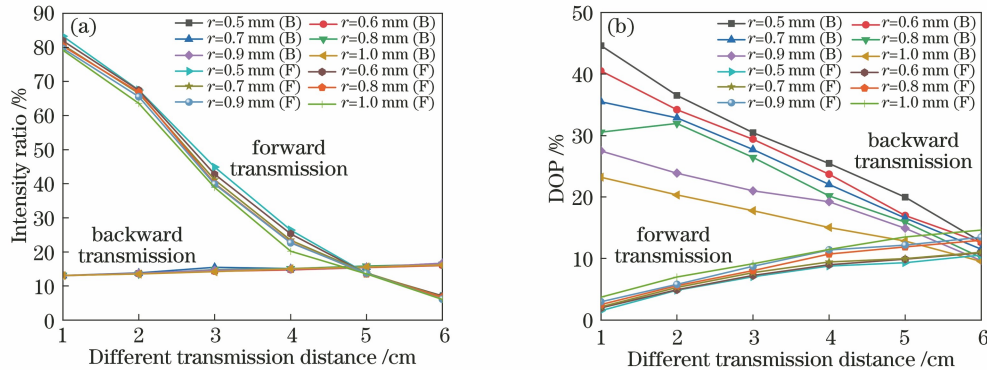 (a)
r=0.5 mm (B) r=0.6 mm (B)
r=0.7 mm (B) r=0.8 mm (B)
r=0.9 mm (B) r=1.0 mm (B)
r=0.5 mm (F) r=0.6 mm (F)
r=0.7 mm (F) r=0.8 mm (F)
r=0.9 mm (F) r=1.0 mm (F)
forward
transmission
backward
transmission
Intensity ratio /%
90
80
70
60
50
40
30
20
10
0
1 2 3 4 5 6
Different transmission distance /cm
(b)
r=0.5 mm (B) r=0.6 mm (B)
r=0.7 mm (B) r=0.8 mm (B)
r=0.9 mm (B) r=1.0 mm (B)
r=0.5 mm (F) r=0.6 mm (F)
r=0.7 mm (F) r=0.8 mm (F)
r=0.9 mm (F) r=1.0 mm (F)
backward
transmission
forward
transmission
DOP /%
50
40
30
20
10
0
1 2 3 4 5 6
Different transmission distance /cm